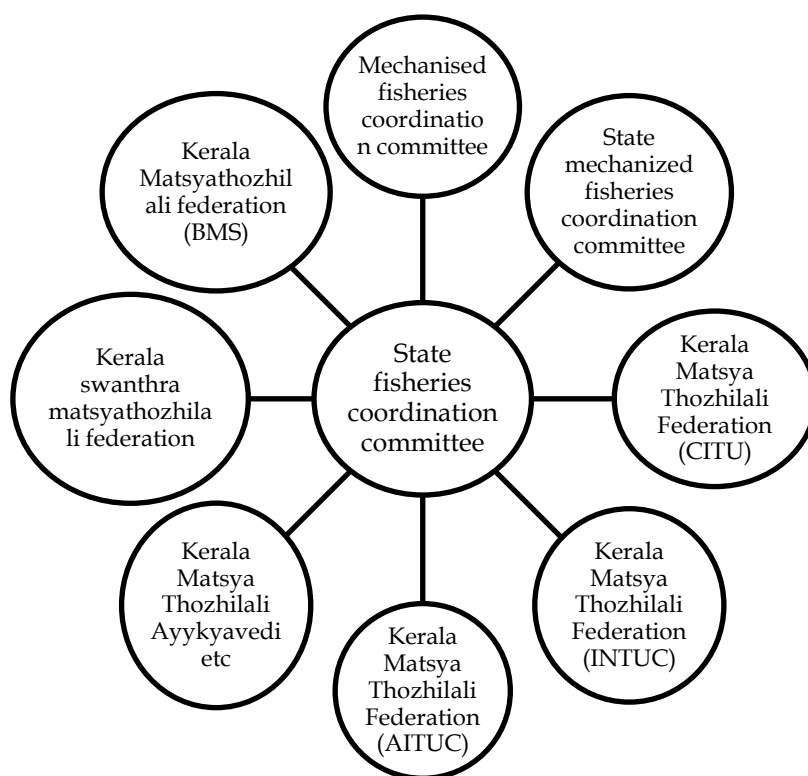 Mechanised
fisheries
coordinatio
n committee
State
mechanized
fisheries
coordination
committee
Kerala
Matsya
Thozhilali
Federation
(CITU)
Kerala
Matsya
Thozhilali
Federation
(INTUC)
Kerala
Matsya
Thozhilali
Federation
(AITUC)
Kerala
Matsya
Thozhilali
Ayykyavedi
etc
Kerala
swanthra
matsyathozhila
li federation
Kerala
Matsyathozhil
ali federation
(BMS)
State
fisheries
coordination
committee